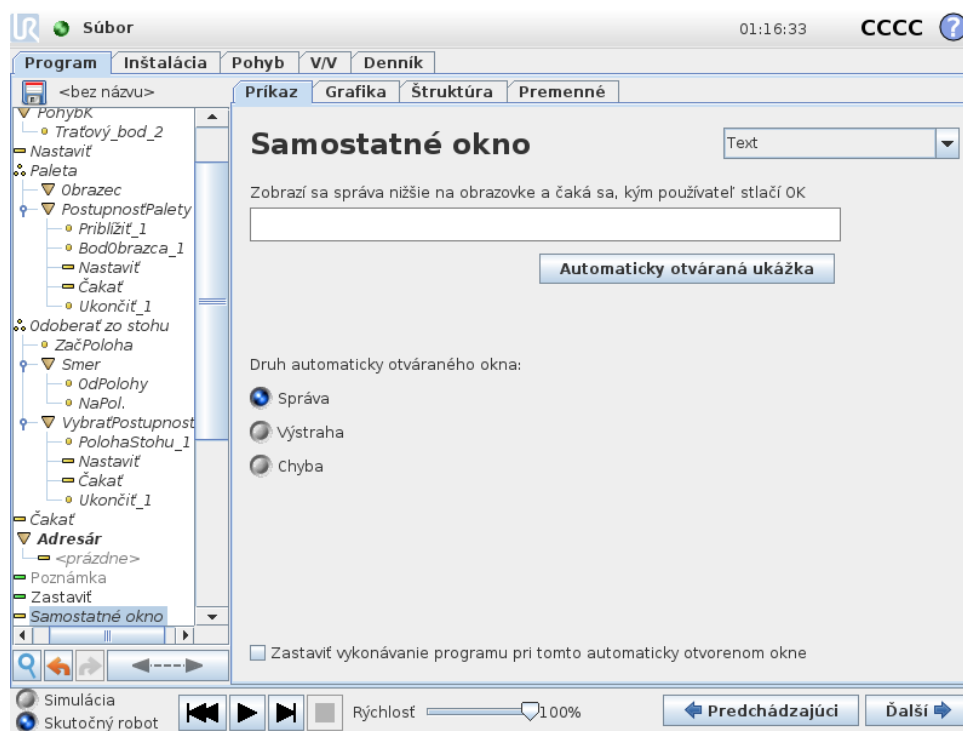 UR Súbor 01:16:33 CCCC ?
Program Inštalácia Pohyb V/V Denník
<bez názvu> Príkaz Grafika Štruktúra Premenné
PohybK
Traťový_bod_2
Nastaviť
Paleta
Obrazec
PostupnosťPalety
Priblížiť_1
BodObrazca_1
Nastaviť
Čakať
Ukončiť_1
Odoberať zo stohu
ZačPoloha
Smer
OdPolohy
NaPol.
VybraťPostupnosť
PolohaStohu_1
Nastaviť
Čakať
Ukončiť_1
Čakať
Adresár
<prázdne>
Poznámka
Zastaviť
Samostatné okno
Samostatné okno
Text
Zobrazí sa správa nižšie na obrazovke a čaká sa, kým používateľ stlačí OK
Automaticky otváraná ukážka
Druh automaticky otváraného okna:
Správa
Výstraha
Chyba
Zastaviť vykonávanie programu pri tomto automaticky otvorenom okne
Simulácia
Skutočný robot
Rýchlosť 100%
Predchádzajúci Ďalší